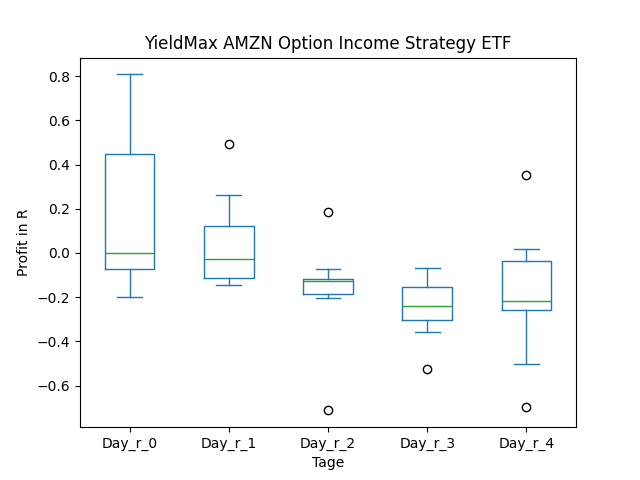 YieldMax AMZN Option Income Strategy ETF
Profit in R
0.8
0.6
0.4
0.2
0.0
−0.2
−0.4
−0.6
Day_r_0 Day_r_1 Day_r_2 Day_r_3 Day_r_4
Tage